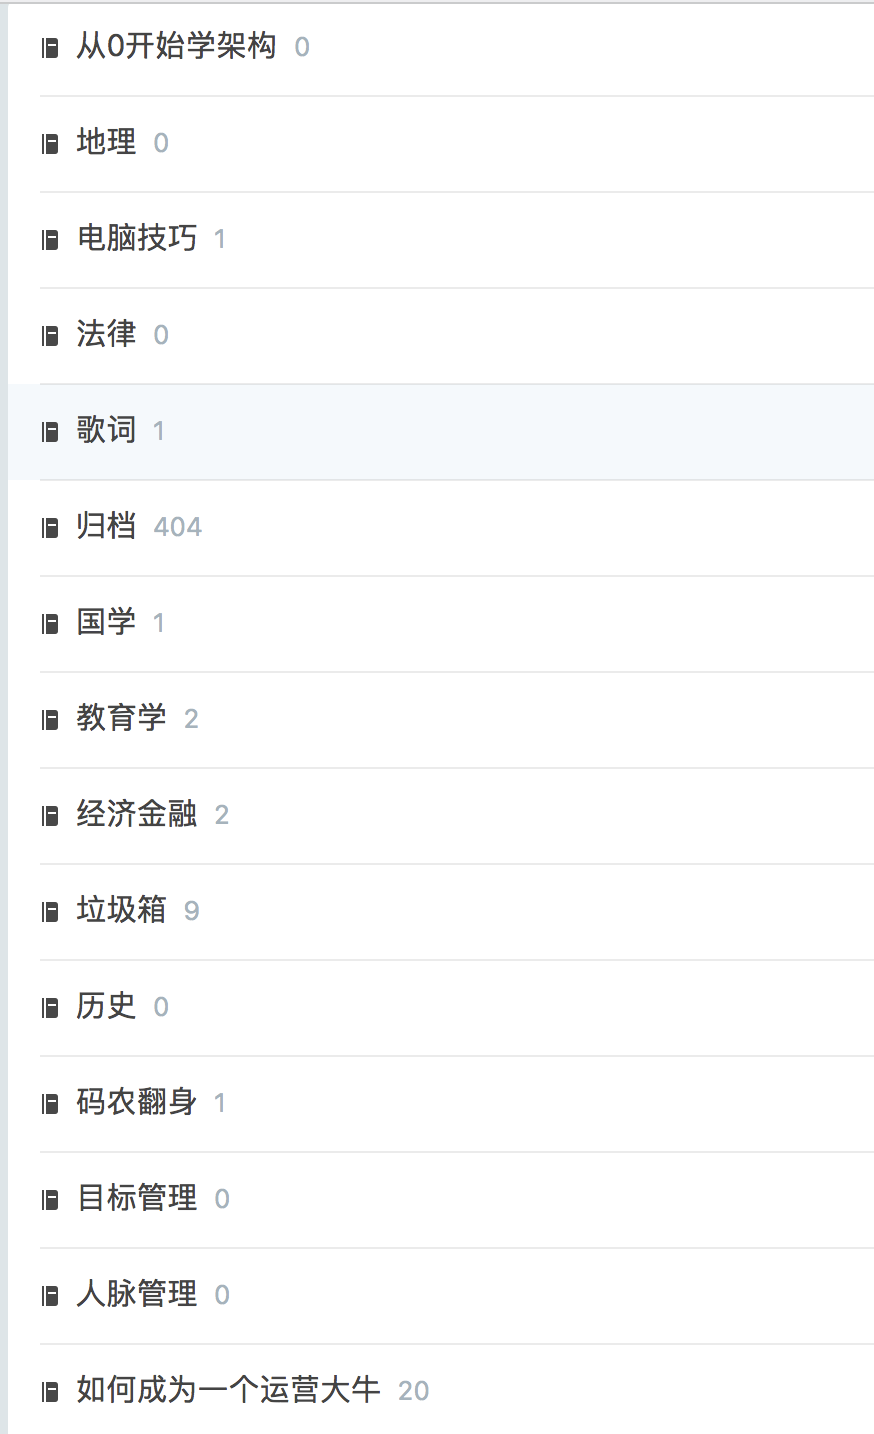 从0开始学架构 0
地理 0
电脑技巧 1
法律 0
歌词 1
归档 404
国学 1
教育学 2
经济金融 2
垃圾箱 9
历史 0
码农翻身 1
目标管理 0
人脉管理 0
如何成为一个运营大牛 20